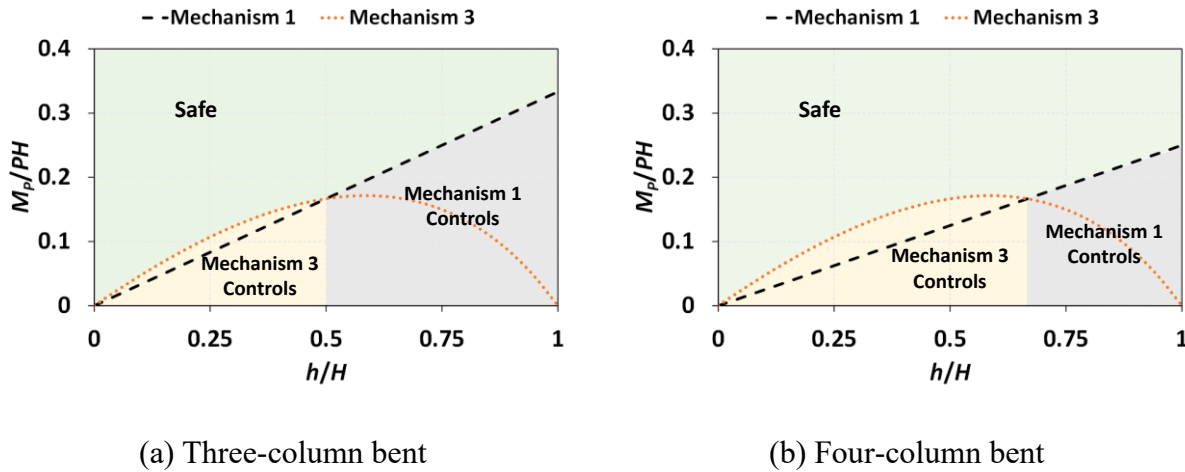 Mechanism 1 Mechanism 3
0.4
0.3
0.2
0.1
0
Mp/PH
Safe
Mechanism 1
Controls
Mechanism 3
Controls
0 0.25 0.5 0.75 1
h/H
(a) Three-column bent
Mechanism 1 Mechanism 3
0.4
0.3
0.2
0.1
0
Mp/PH
Safe
Mechanism 1
Controls
Mechanism 3
Controls
0 0.25 0.5 0.75 1
h/H
(b) Four-column bent